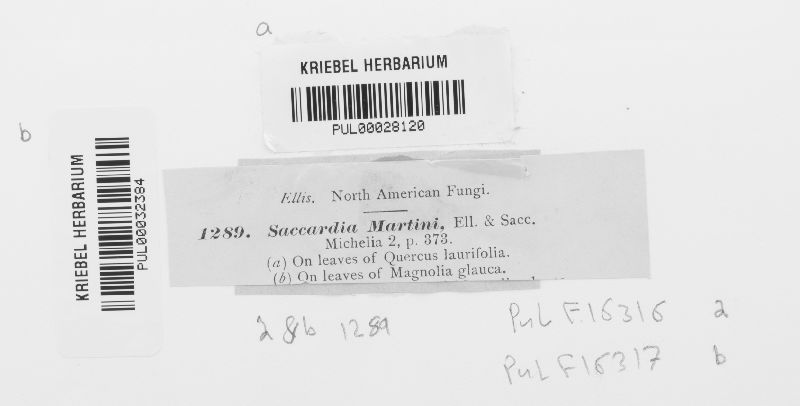 a
KRIEBEL HERBARIUM
PUL00028120
b
KRIEBEL HERBARIUM
PUL00032384
Ellis. North American Fungi.
1289. Saccardia Martini, Ell. & Sacc.
Michelia 2, p. 373.
(a) On leaves of Quercus laurifolia.
(b) On leaves of Magnolia glauca.
a & b 1289
PUL F16316 a
PUL F16317 b